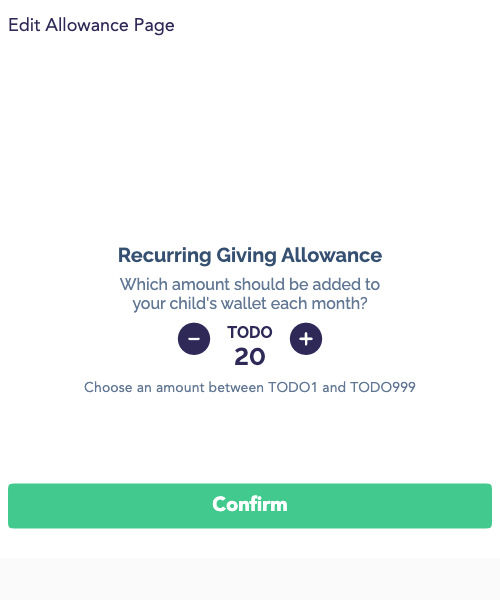 Edit Allowance Page
Recurring Giving Allowance
Which amount should be added to
your child's wallet each month?
TODO
20
Choose an amount between TODO1 and TODO999
Confirm